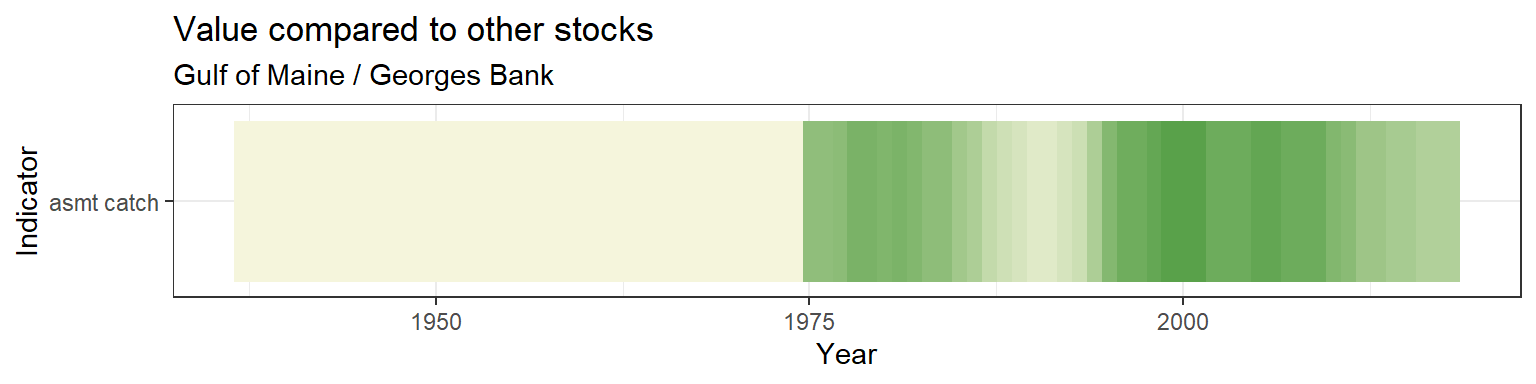 Value compared to other stocks
Gulf of Maine / Georges Bank
Indicator
asmt catch
1950 1975 2000
Year